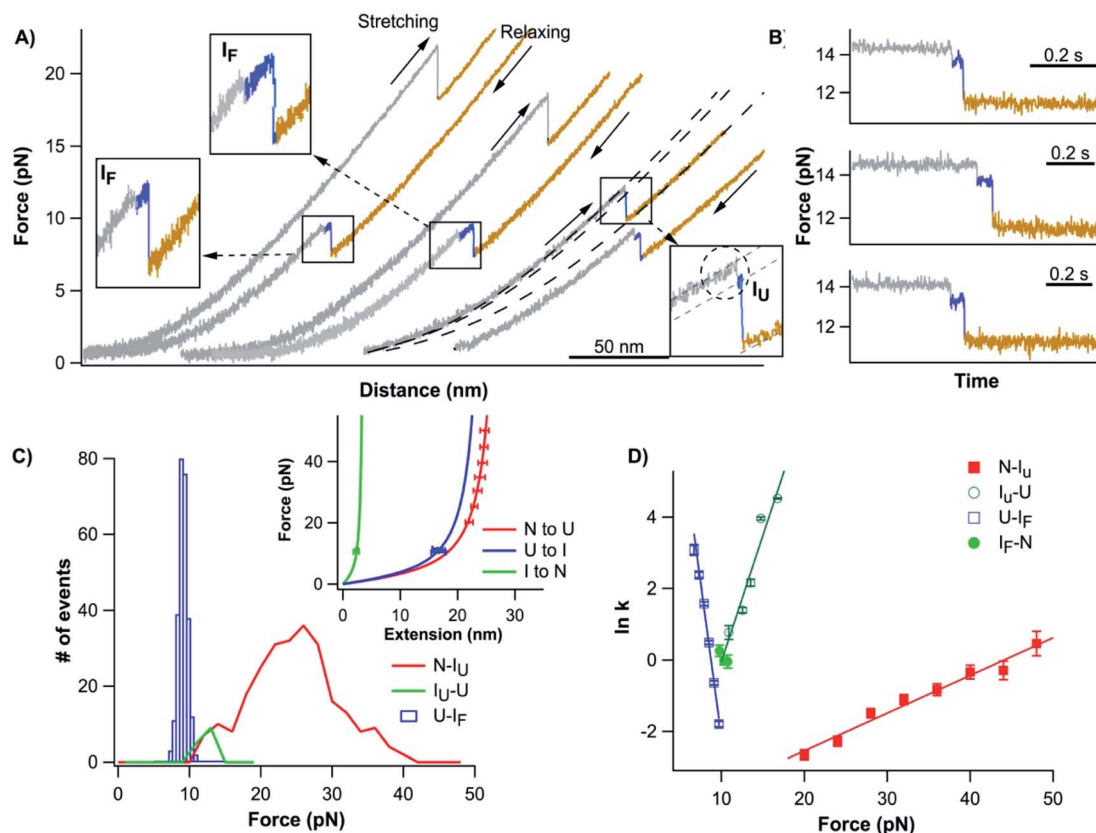 A)
Stretching
Relaxing
I_F
I_F
I_U
20
15
10
5
0
Force (pN)
50 nm
Distance (nm)
B)
14
12
0.2 s
14
12
0.2 s
14
12
0.2 s
Force (pN)
Time
C)
80
60
40
20
0
# of events
0 10 20 30 40 50
Force (pN)
N-I_U
I_U-U
U-I_F
40
20
0
Force (pN)
0 10 20 30
Extension (nm)
N to U
U to I
I to N
D)
N-I_u
I_u-U
U-I_F
I_F-N
4
2
0
-2
ln k
10 20 30 40 50
Force (pN)